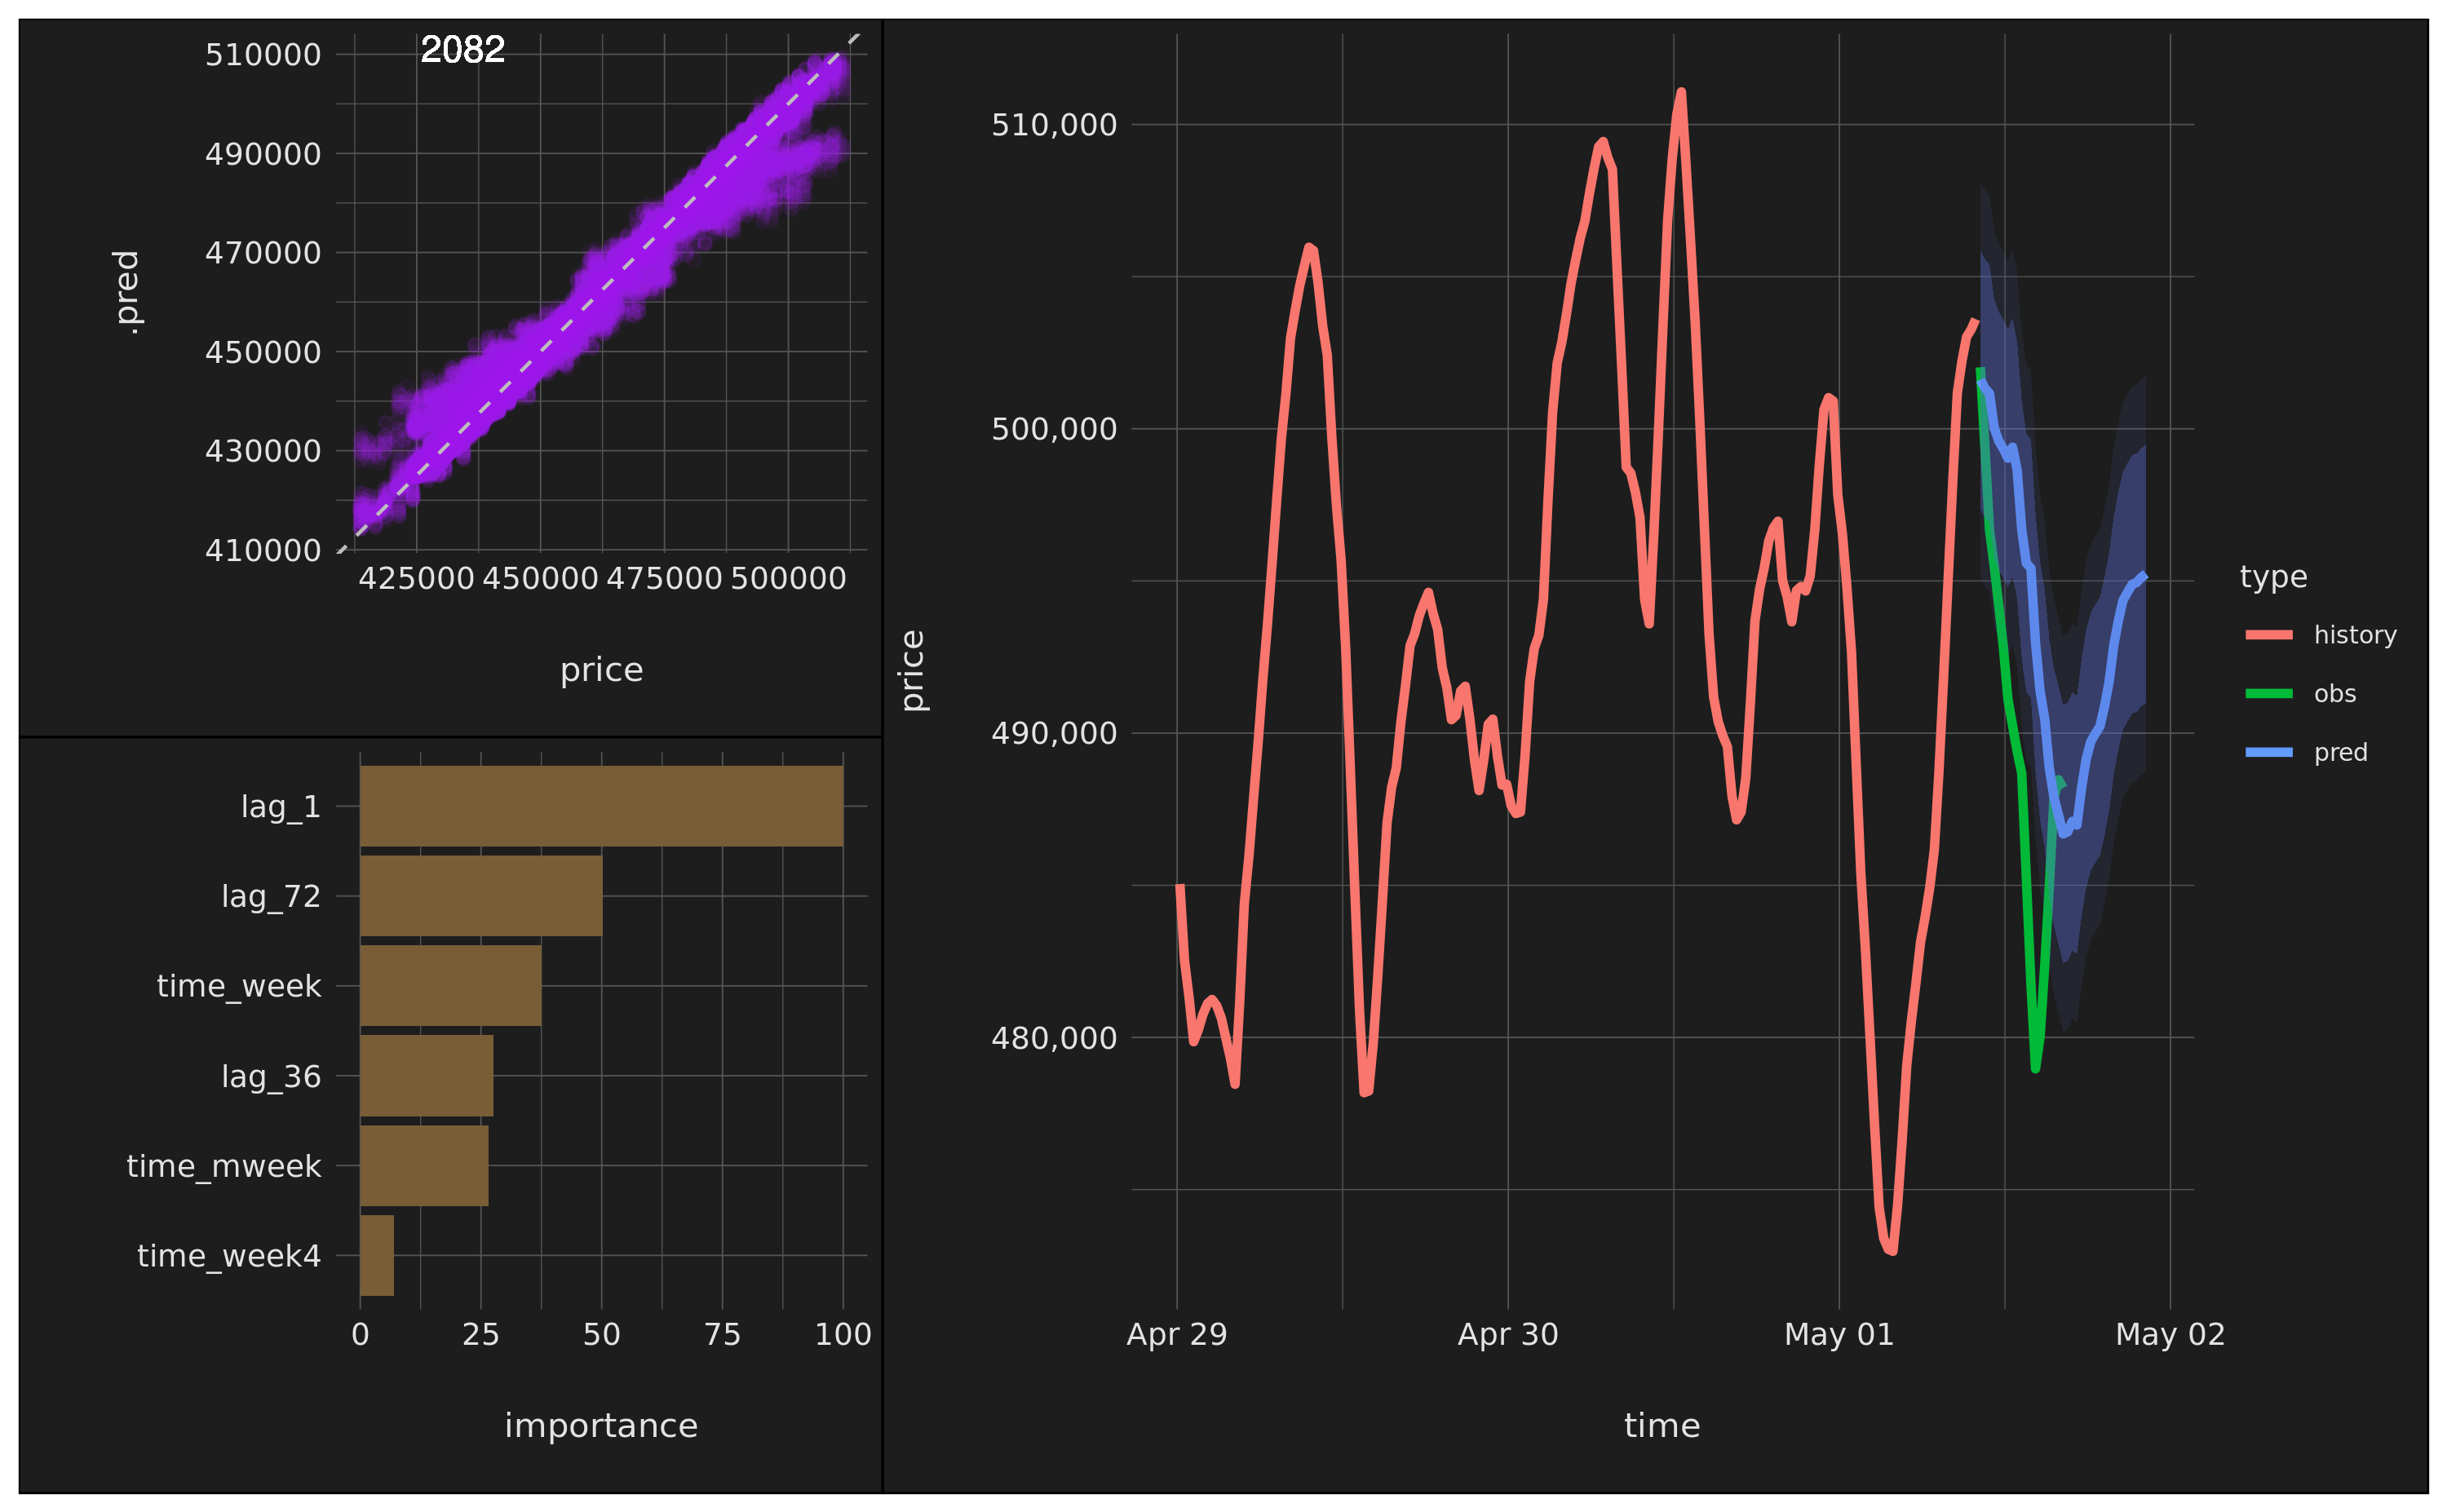 2082
510000
490000
470000
450000
430000
410000
.pred
425000 450000 475000 500000
price
lag_1
lag_72
time_week
lag_36
time_mweek
time_week4
0 25 50 75 100
importance
510,000
500,000
490,000
480,000
price
Apr 29 Apr 30 May 01 May 02
time
type
history
obs
pred